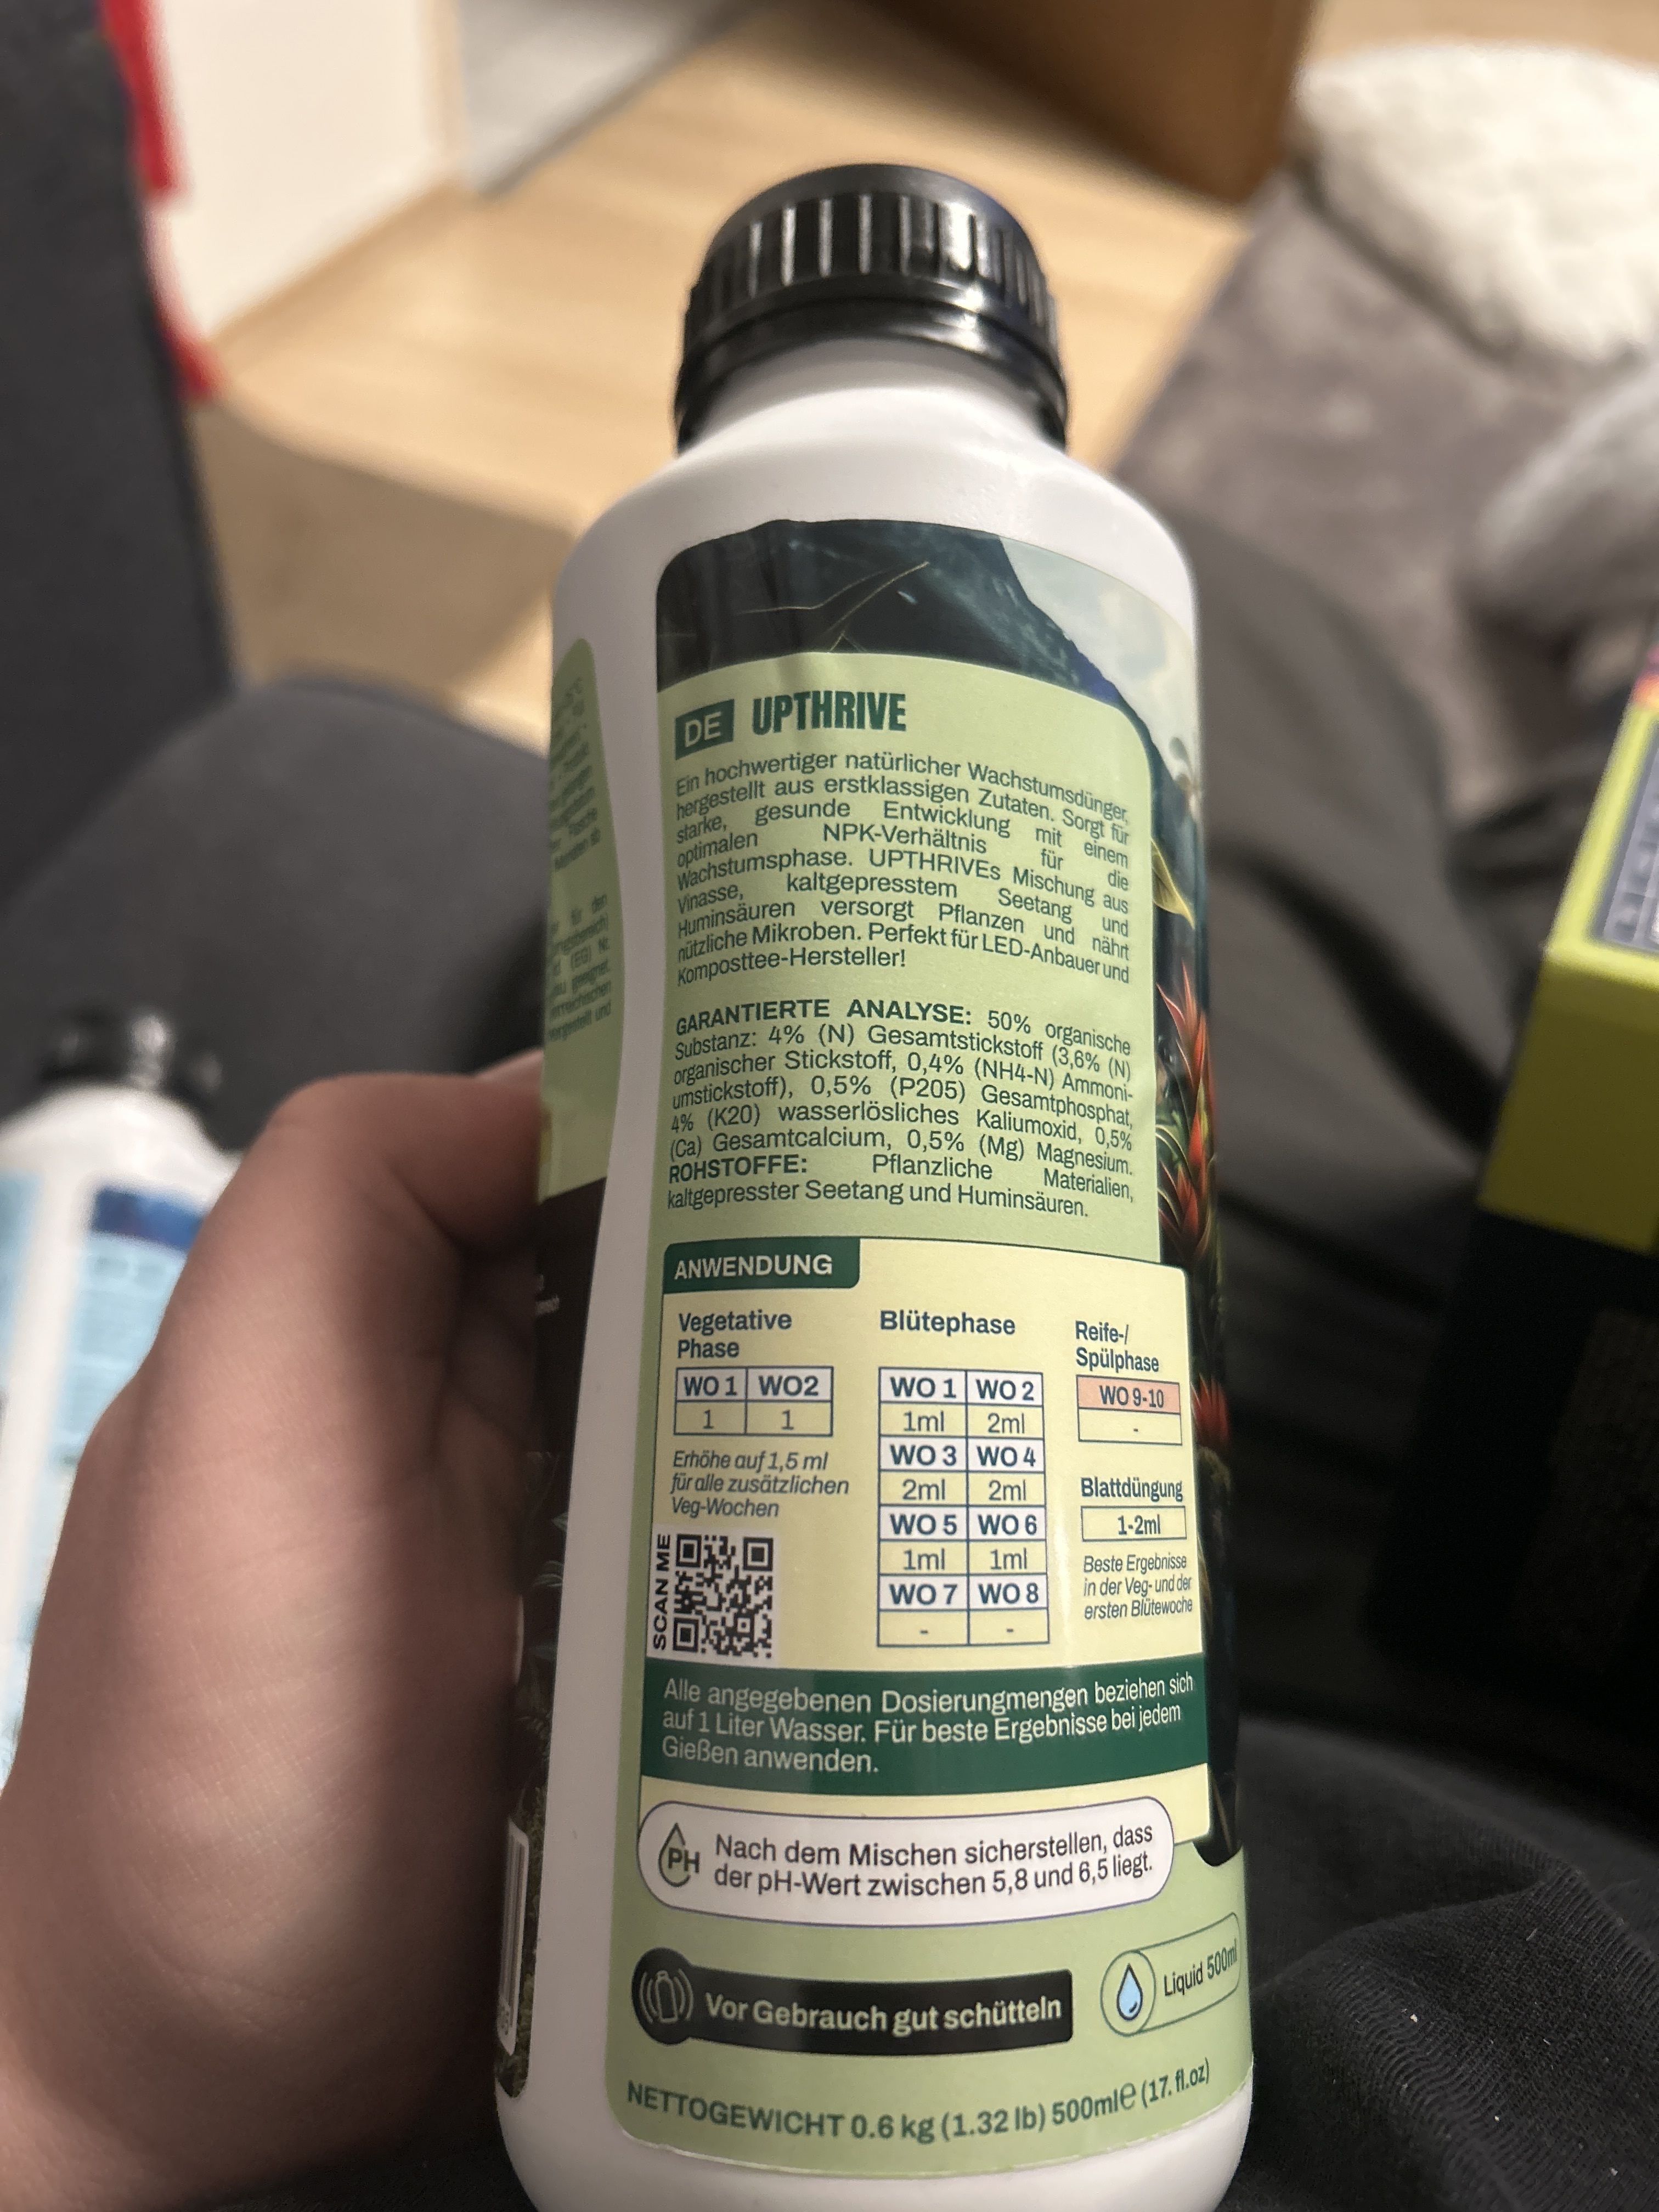 DE UPTHRIVE
Ein hochwertiger natürlicher Wachstumsdünger,
hergestellt aus erstklassigen Zutaten. Sorgt für
starke, gesunde Entwicklung mit einem
optimalen NPK-Verhältnis für die
Wachstumsphase. UPTHRIVEs Mischung aus
Vinasse, kaltgepresstem Seetang und
Huminsäuren versorgt Pflanzen und nährt
nützliche Mikroben. Perfekt für LED-Anbauer und
Komposttee-Hersteller!
GARANTIERTE ANALYSE: 50% organische
Substanz: 4% (N) Gesamtstickstoff (3,6% (N)
organischer Stickstoff, 0,4% (NH4-N) Ammoni-
umstickstoff), 0,5% (P205) Gesamtphosphat,
4% (K20) wasserlösliches Kaliumoxid, 0,5%
(Ca) Gesamtcalcium, 0,5% (Mg) Magnesium.
ROHSTOFFE: Pflanzliche Materialien,
kaltgepresster Seetang und Huminsäuren.
ANWENDUNG
Vegetative
Phase
WO 1 WO2
1 1
Erhöhe auf 1,5 ml
für alle zusätzlichen
Veg-Wochen
SCAN ME
Blütephase
WO 1 WO 2
1ml 2ml
WO 3 WO 4
2ml 2ml
WO 5 WO 6
1ml 1ml
WO 7 WO 8
- -
Reife-/
Spülphase
WO 9-10
-
Blattdüngung
1-2ml
Beste Ergebnisse
in der Veg- und der
ersten Blütewoche
Alle angegebenen Dosierungmengen beziehen sich
auf 1 Liter Wasser. Für beste Ergebnisse bei jedem
Gießen anwenden.
PH
Nach dem Mischen sicherstellen, dass
der pH-Wert zwischen 5,8 und 6,5 liegt.
Vor Gebrauch gut schütteln
Liquid 500ml
NETTOGEWICHT 0.6 kg (1.32 lb) 500ml℮ (17. fl.oz)